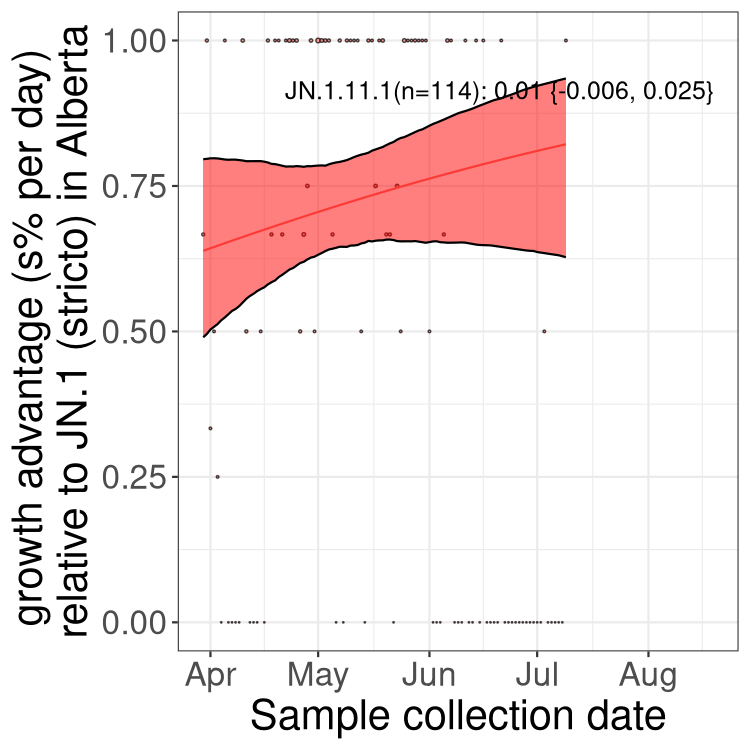 growth advantage (s% per day)
relative to JN.1 (stricto) in Alberta
1.00
0.75
0.50
0.25
0.00
JN.1.11.1(n=114): 0.01 {-0.006, 0.025}
Apr May Jun Jul Aug
Sample collection date